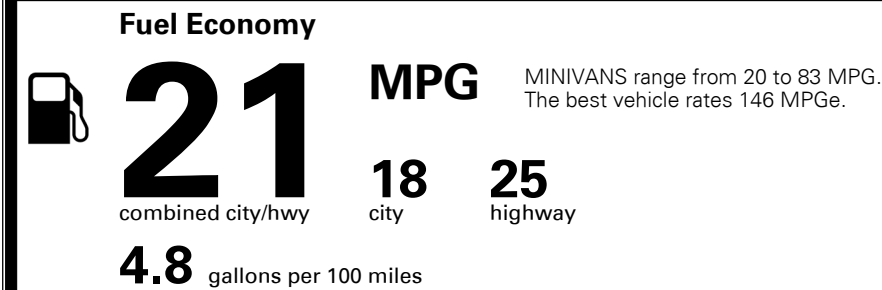 Fuel Economy
21 MPG
MINIVANS range from 20 to 83 MPG.
The best vehicle rates 146 MPGe.
18 25
combined city/hwy city highway
4.8 gallons per 100 miles